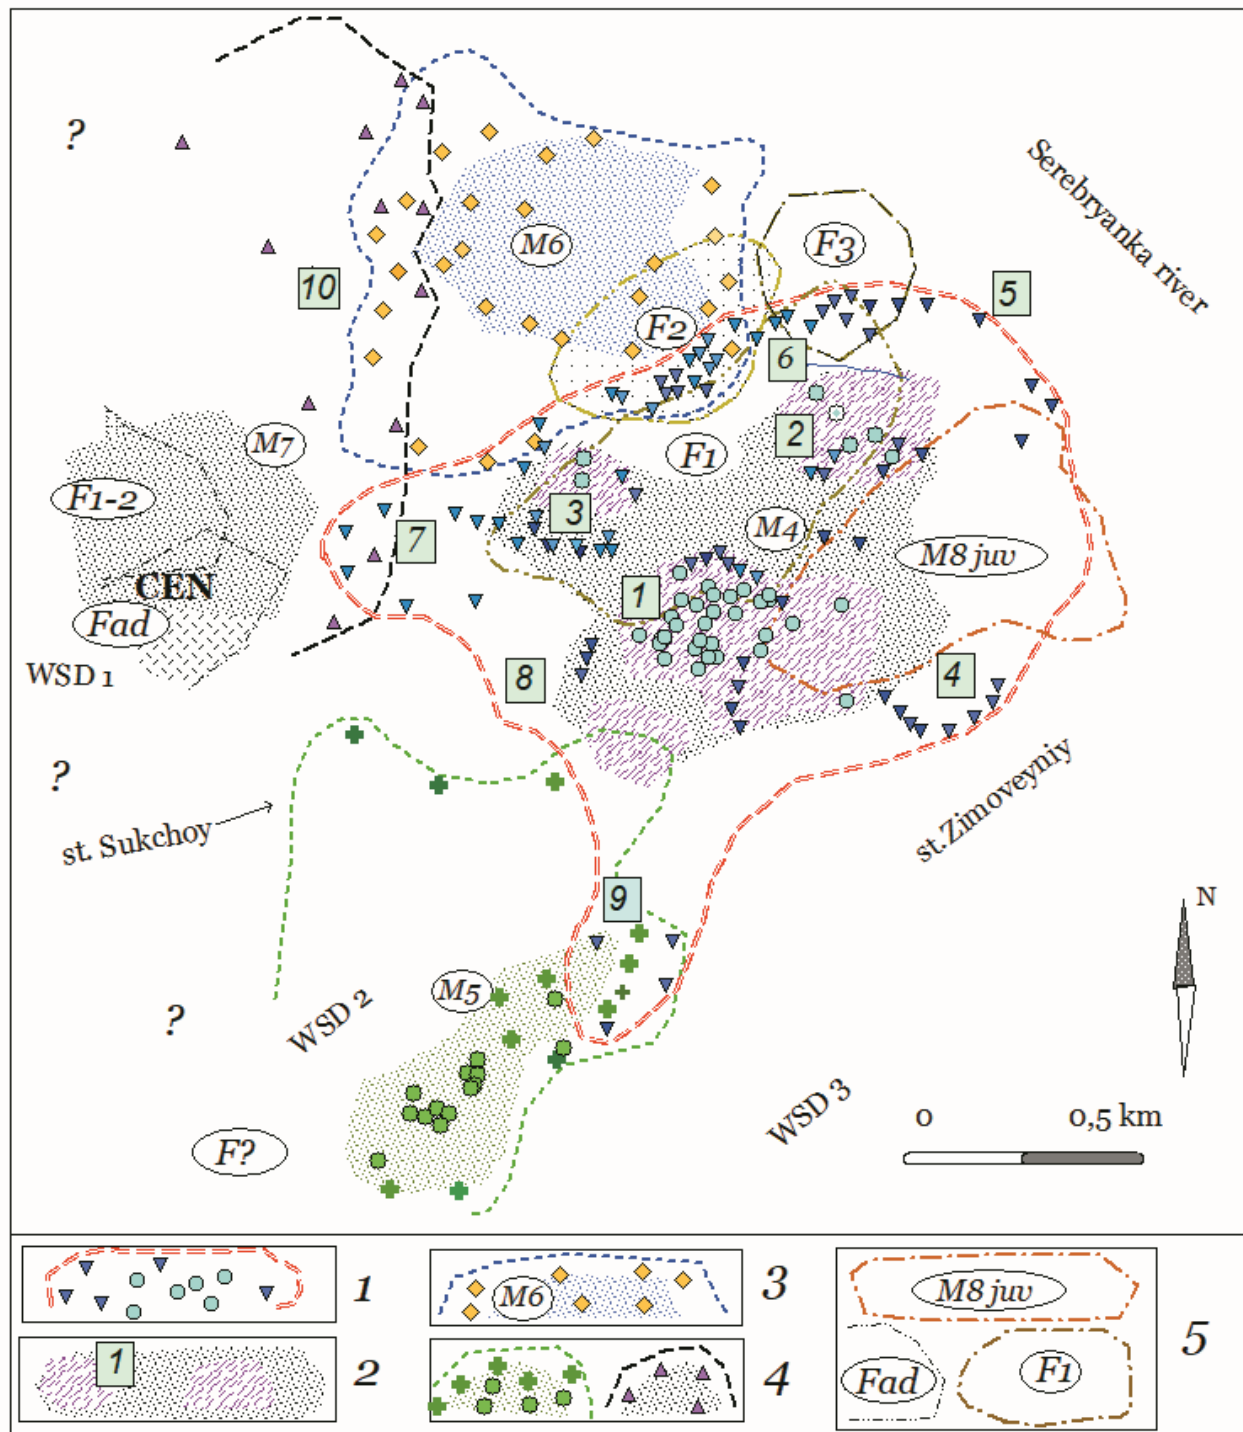 ?
Serebryanka river
M6
F3
10
5
F2
6
2
M7
F1
F1-2
3
M4
7
M8 juv
CEN
1
Fad
WSD 1
8
4
?
st. Sukchoy
st.Zimoveyniy
9
N
M5
WSD 2
?
WSD 3
0 0,5 km
F?
1
M6
3
M8 juv
5
1
2
4
Fad
F1